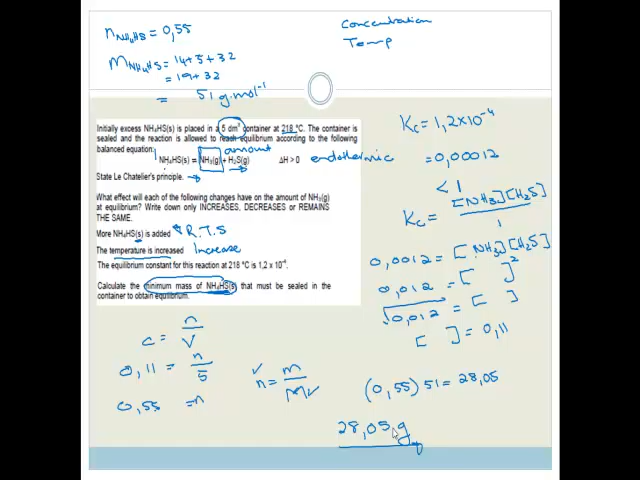 nNH4HS = 0,55
MNH4HS = 14+5+32
= 19+32
= 51 g.mol⁻¹
Concentration
Temp
Initially excess NH4HS(s) is placed in a 5 dm³ container at 218 °C. The container is
sealed and the reaction is allowed to reach equilibrium according to the following
balanced equation:
amount
1 NH4HS(s) ⇌ NH3(g) + H2S(g) ΔH > 0 endothermic
State Le Chatelier's principle.
What effect will each of the following changes have on the amount of NH3(g)
at equilibrium? Write down only INCREASES, DECREASES or REMAINS
THE SAME.
More NH4HS(s) is added R.T.S
The temperature is increased Increase
The equilibrium constant for this reaction at 218 °C is 1,2 x 10⁻⁴
Calculate the minimum mass of NH4HS(s) that must be sealed in the
container to obtain equilibrium.
Kc = 1,2x10⁻⁴
= 0,00012
< 1
Kc = [NH3][H2S]
1
0,0012 = [NH3][H2S]
0,012 = [ ]²
√0,012 = [ ]
[ ] = 0,11
c = n/V
0,11 = n/5
0,55 = n
n = m/M
(0,55) 51 = 28,05
28,05 g